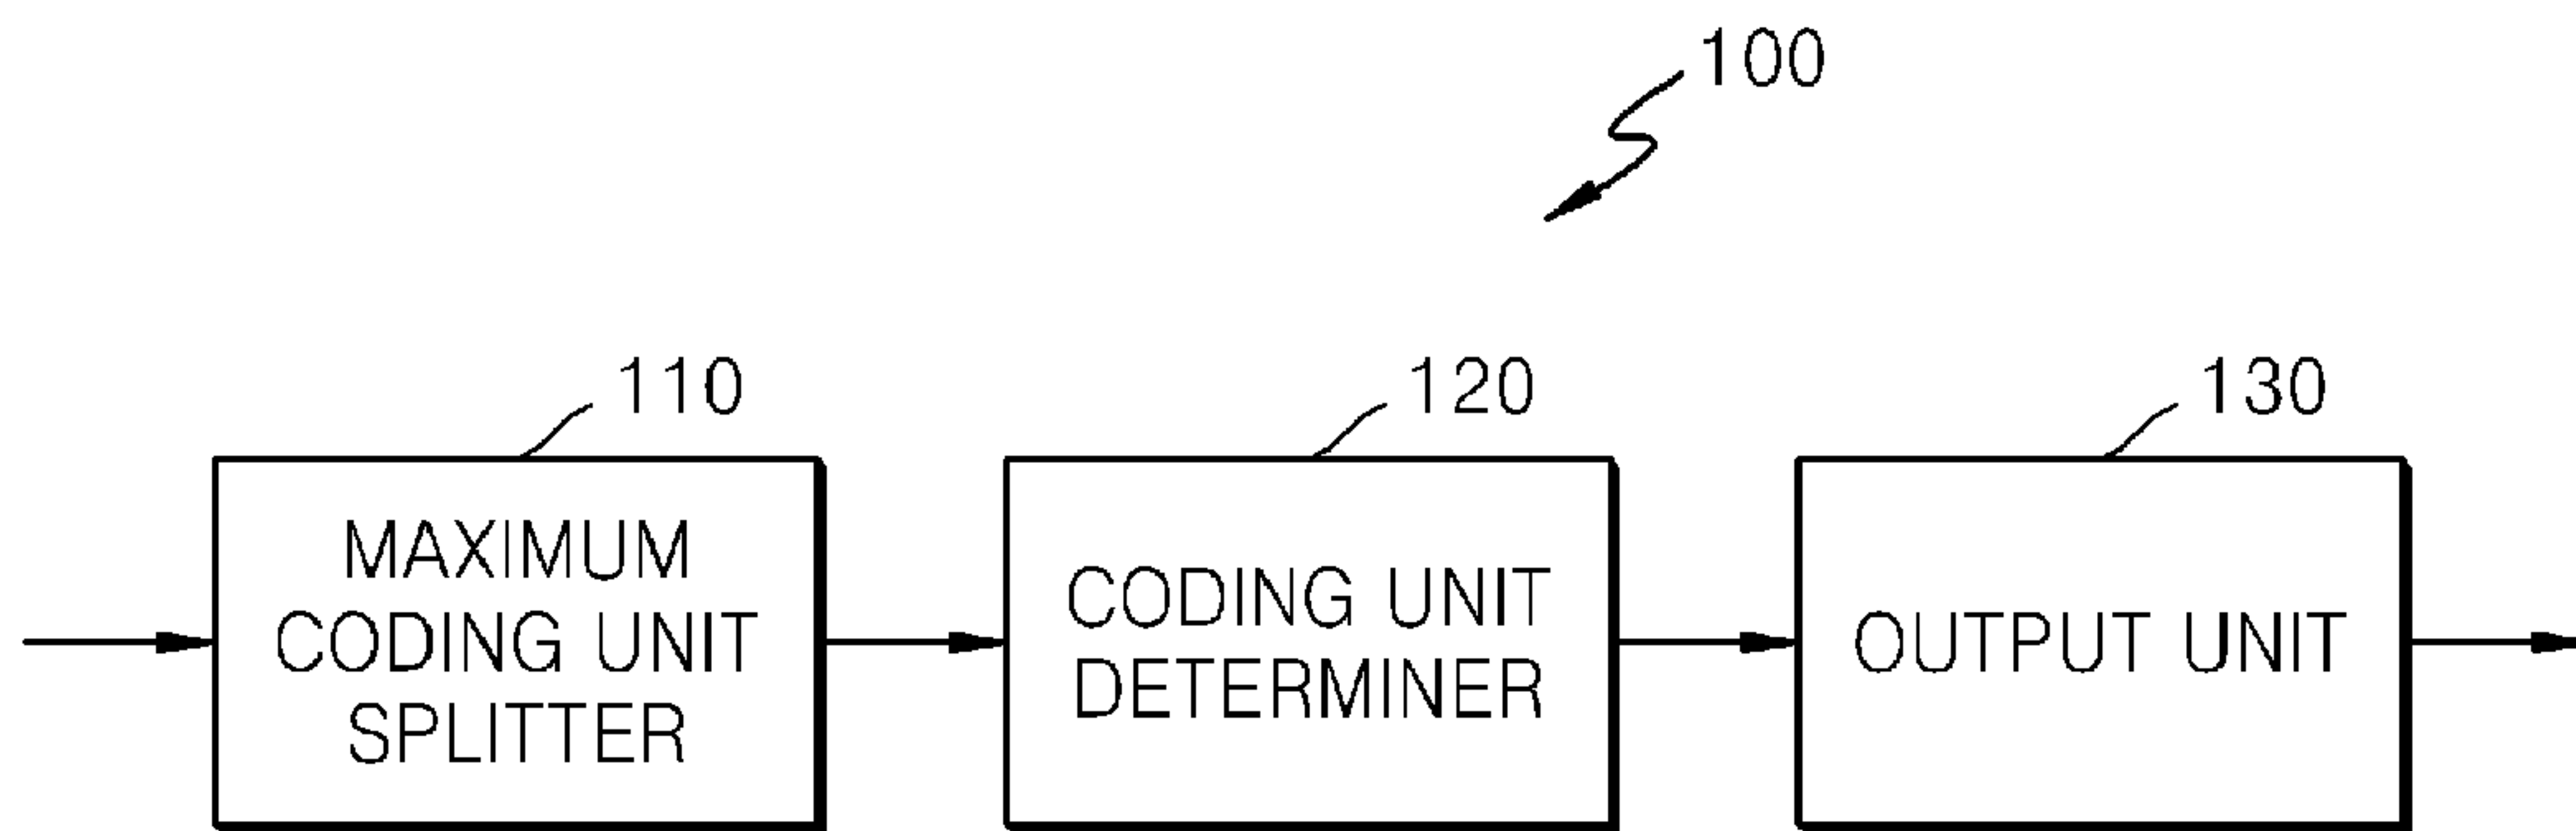 100
110
120
130
MAXIMUM
CODING UNIT
SPLITTER
CODING UNIT
DETERMINER
OUTPUT UNIT